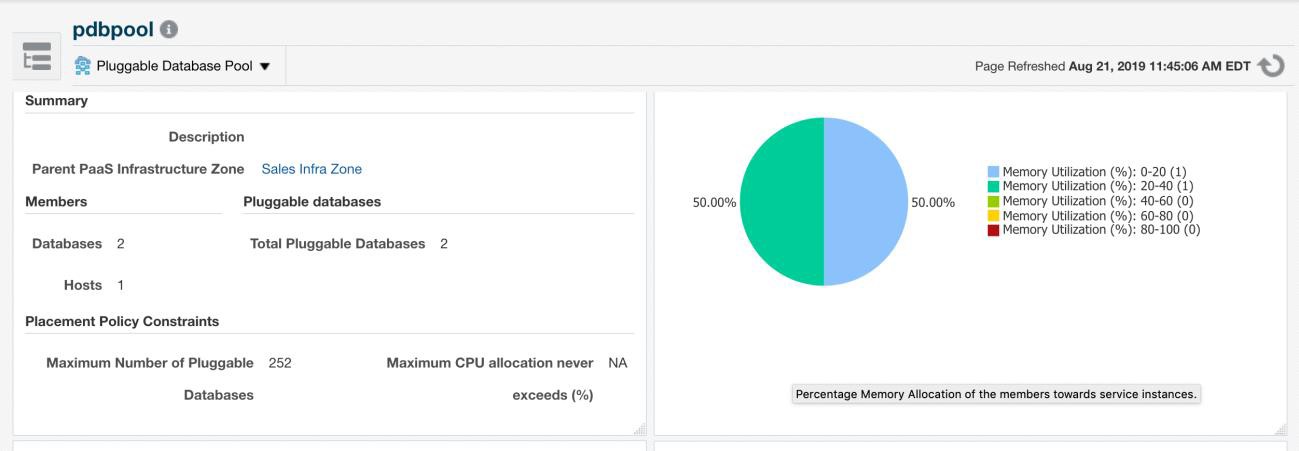 pdbpool
Pluggable Database Pool
Page Refreshed Aug 21, 2019 11:45:06 AM EDT
Summary
Description
Parent PaaS Infrastructure Zone Sales Infra Zone
Members Pluggable databases
Databases 2 Total Pluggable Databases 2
Hosts 1
Placement Policy Constraints
Maximum Number of Pluggable 252 Maximum CPU allocation never NA
Databases exceeds (%)
50.00% 50.00%
Memory Utilization (%): 0-20 (1)
Memory Utilization (%): 20-40 (1)
Memory Utilization (%): 40-60 (0)
Memory Utilization (%): 60-80 (0)
Memory Utilization (%): 80-100 (0)
Percentage Memory Allocation of the members towards service instances.